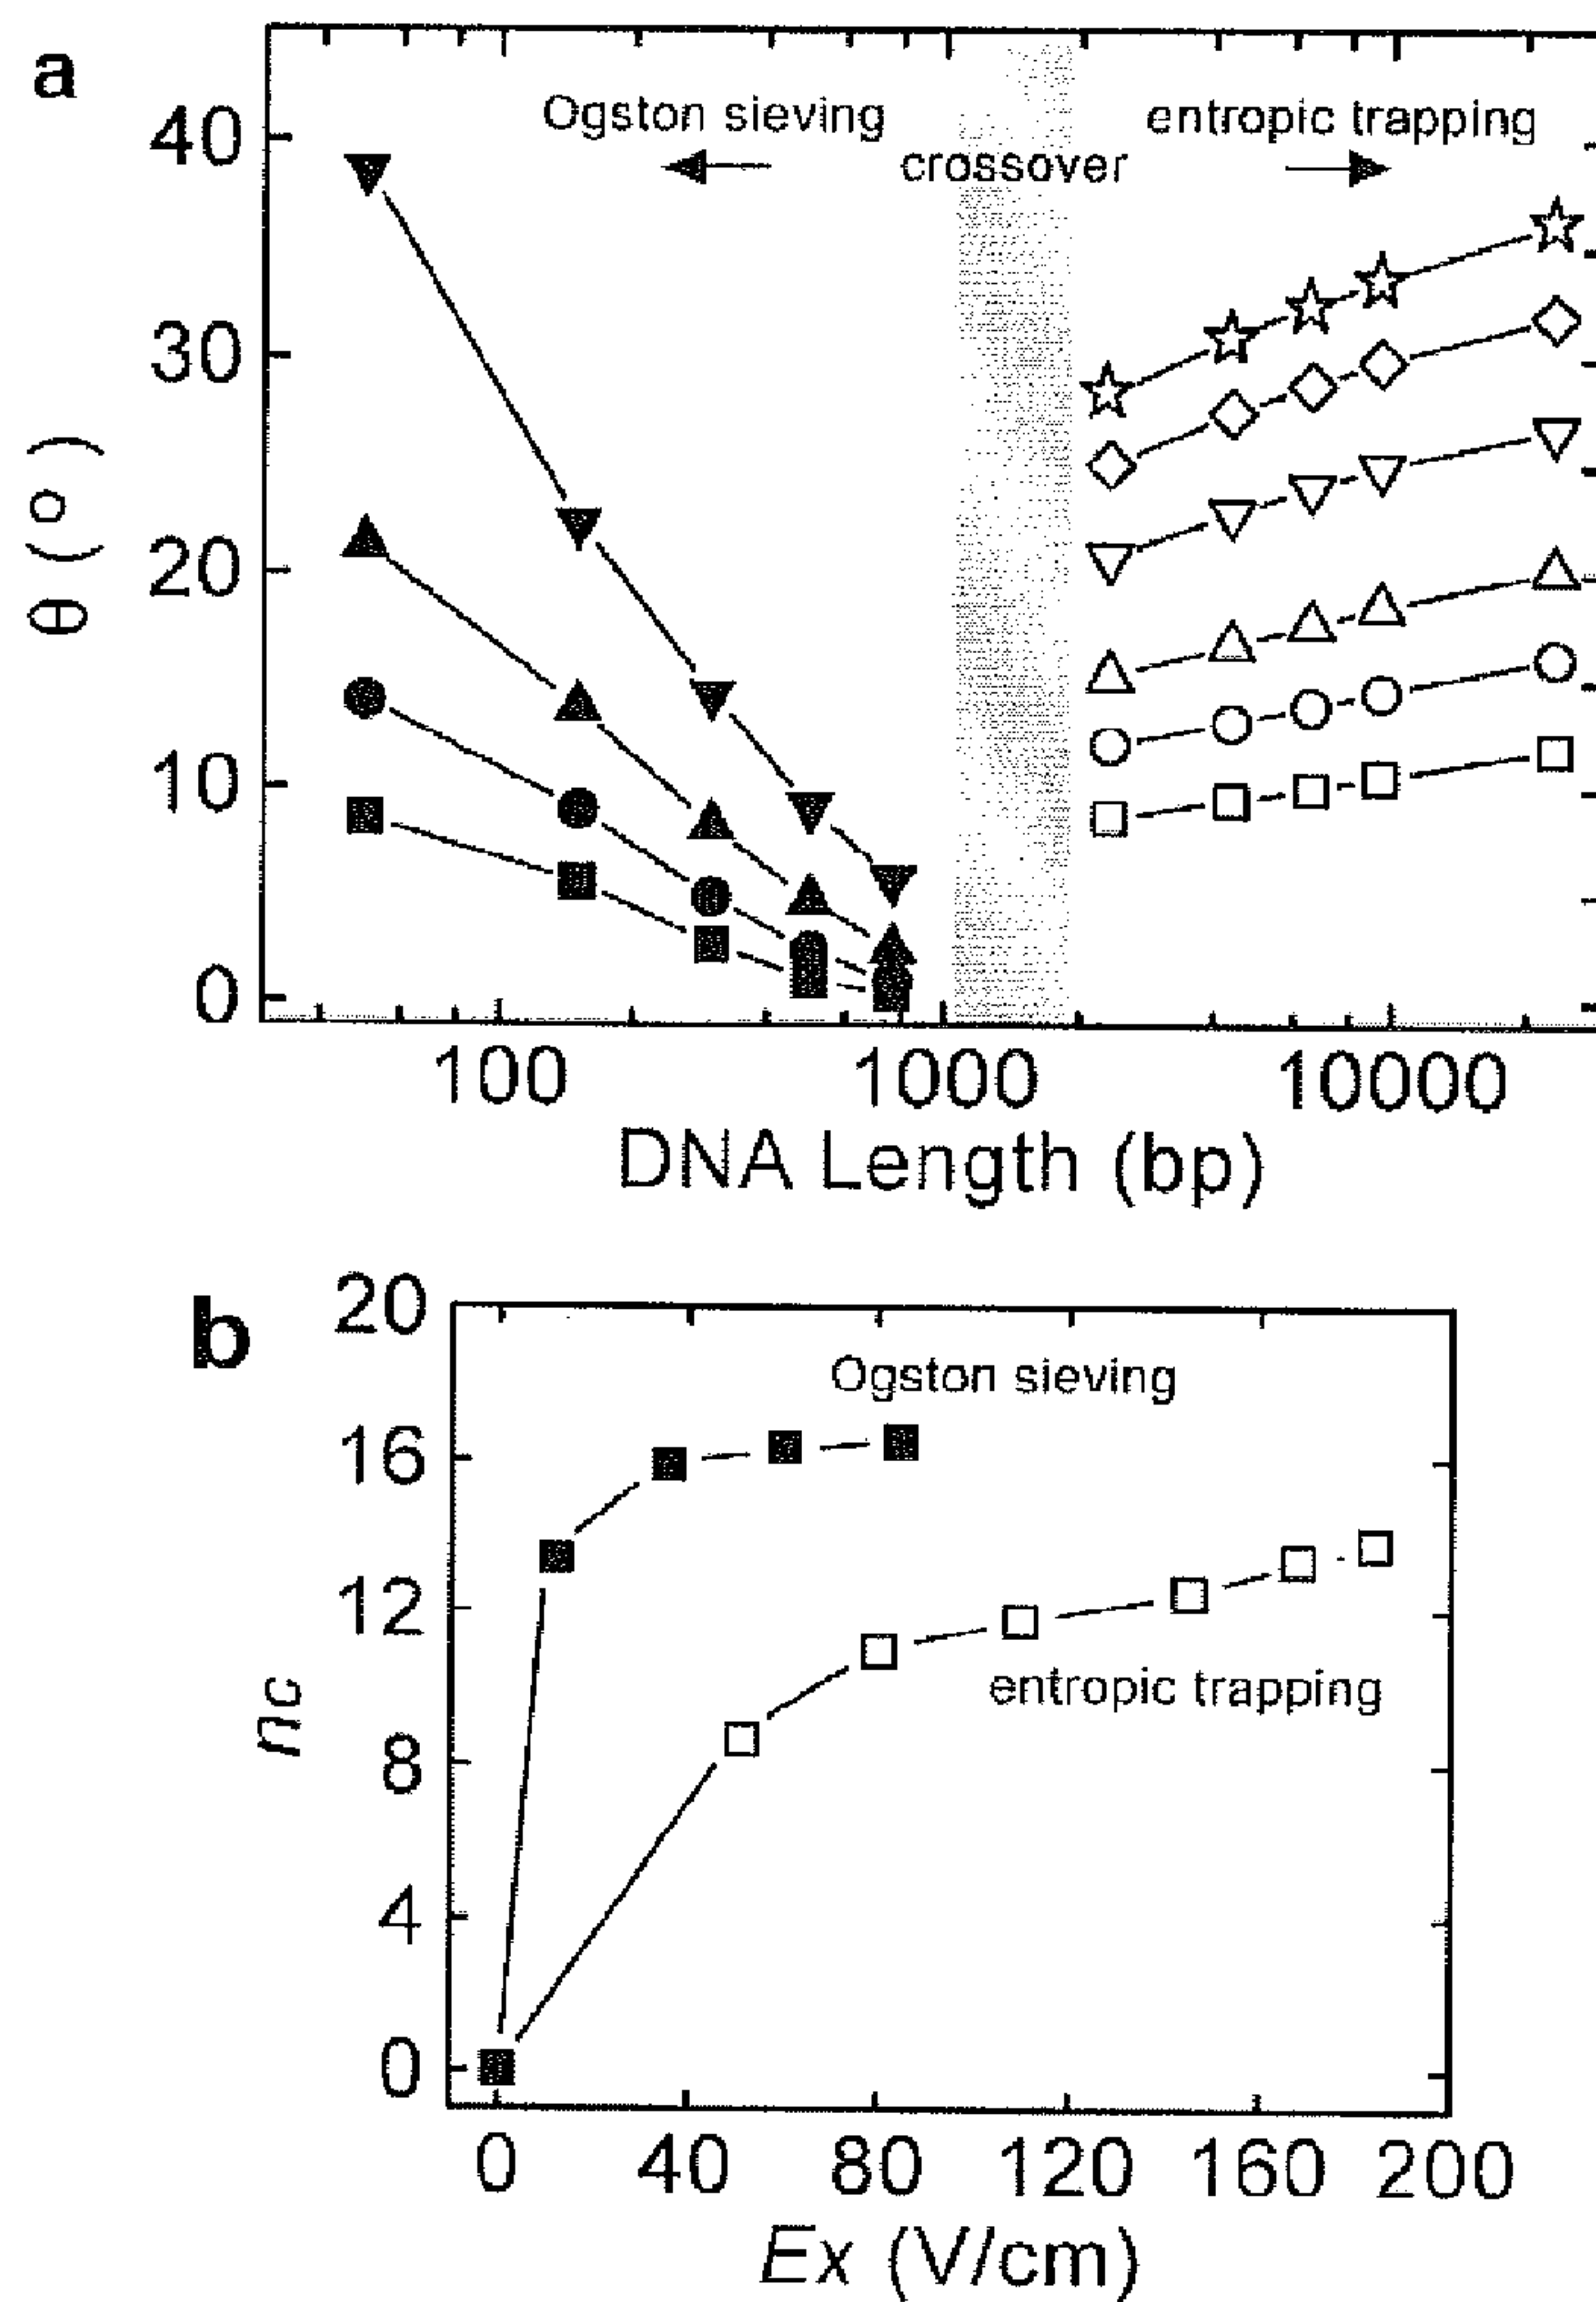 a
Ogston sieving
entropic trapping
crossover
40
30
20
10
0
θ (°)
100
1000
10000
DNA Length (bp)
b
20
16
12
8
4
0
nc
Ogston sieving
entropic trapping
0
40
80
120
160
200
Ex (V/cm)